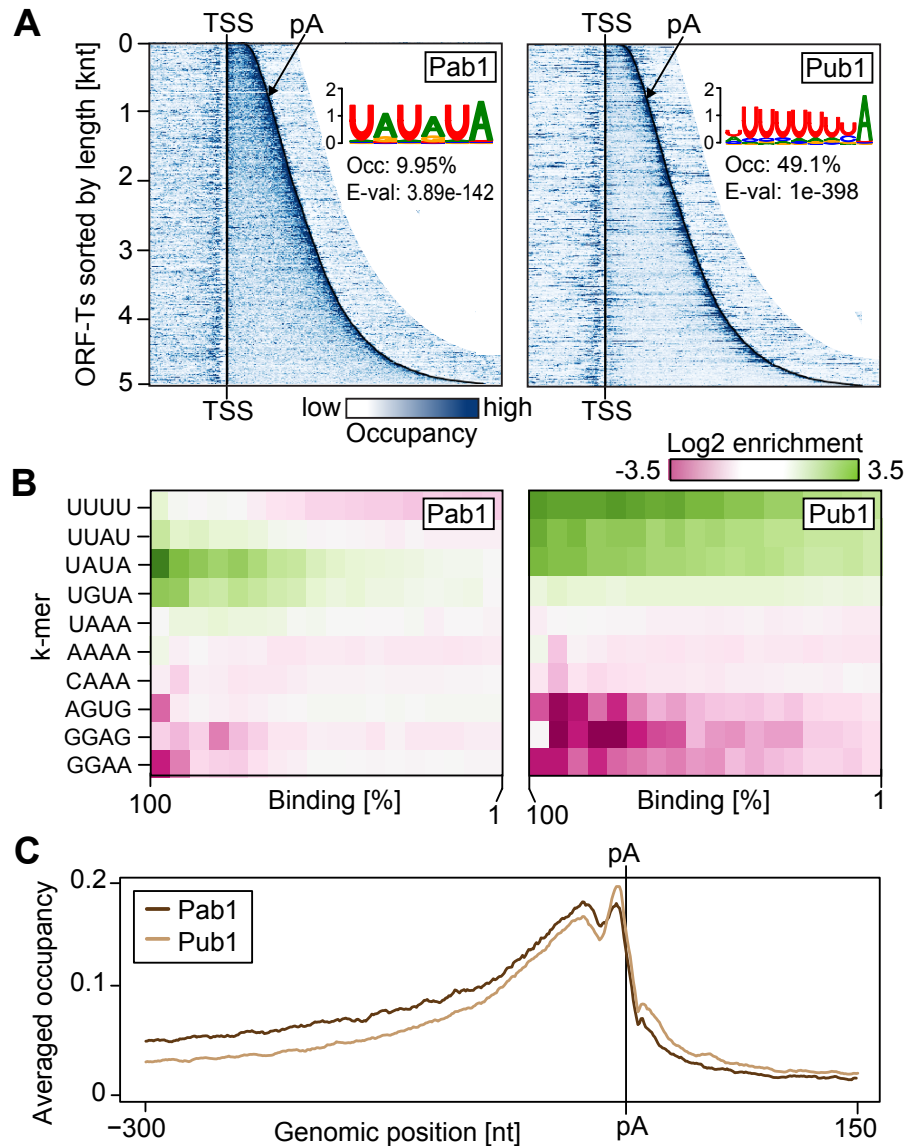 A
TSS
pA
TSS
pA
ORF-Ts sorted by length [knt]
0
1
2
3
4
5
Pab1
2
1
0
UAUAUA
Occ: 9.95%
E-val: 3.89e-142
Pub1
2
1
0
UUUUUUUA
Occ: 49.1%
E-val: 1e-398
TSS
TSS
low
high
Occupancy
Log2 enrichment
-3.5
3.5
B
k-mer
UUUU
UUAU
UAUA
UGUA
UAAA
AAAA
CAAA
AGUG
GGAG
GGAA
Pab1
Pub1
100
Binding [%]
1
100
Binding [%]
1
C
pA
Averaged occupancy
0.2
0.1
0
Pab1
Pub1
−300
Genomic position [nt]
pA
150